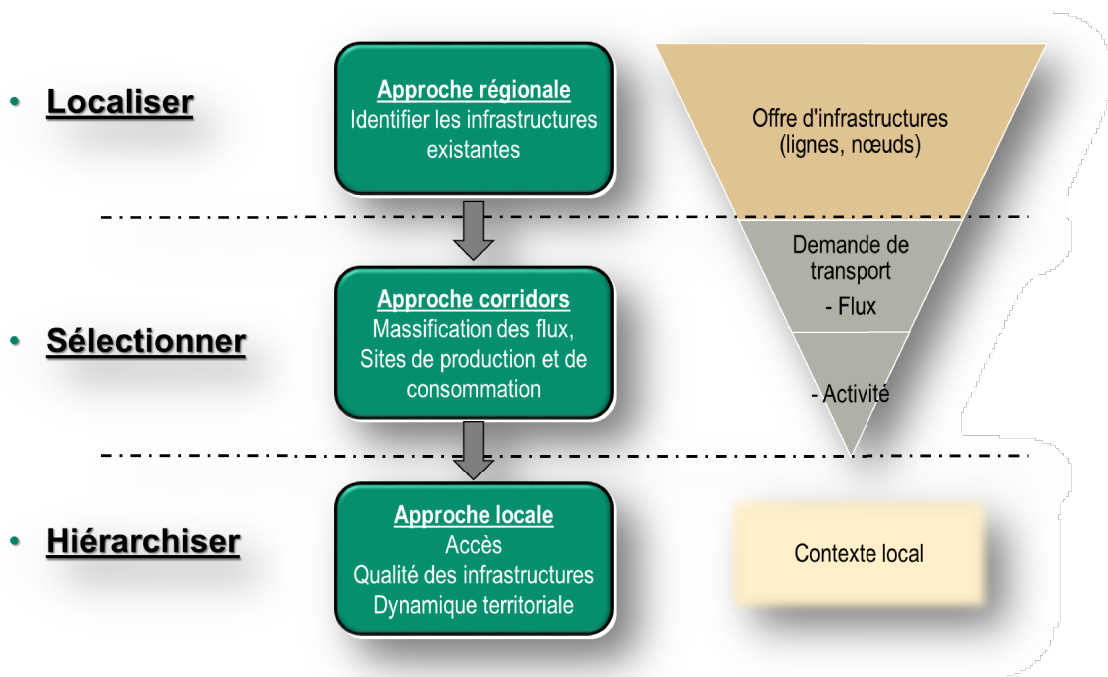 • Localiser
Approche régionale
Identifier les infrastructures
existantes
Offre d'infrastructures
(lignes, nœuds)
• Sélectionner
Approche corridors
Massification des flux,
Sites de production et de
consommation
Demande de
transport
- Flux
- Activité
• Hiérarchiser
Approche locale
Accès
Qualité des infrastructures
Dynamique territoriale
Contexte local